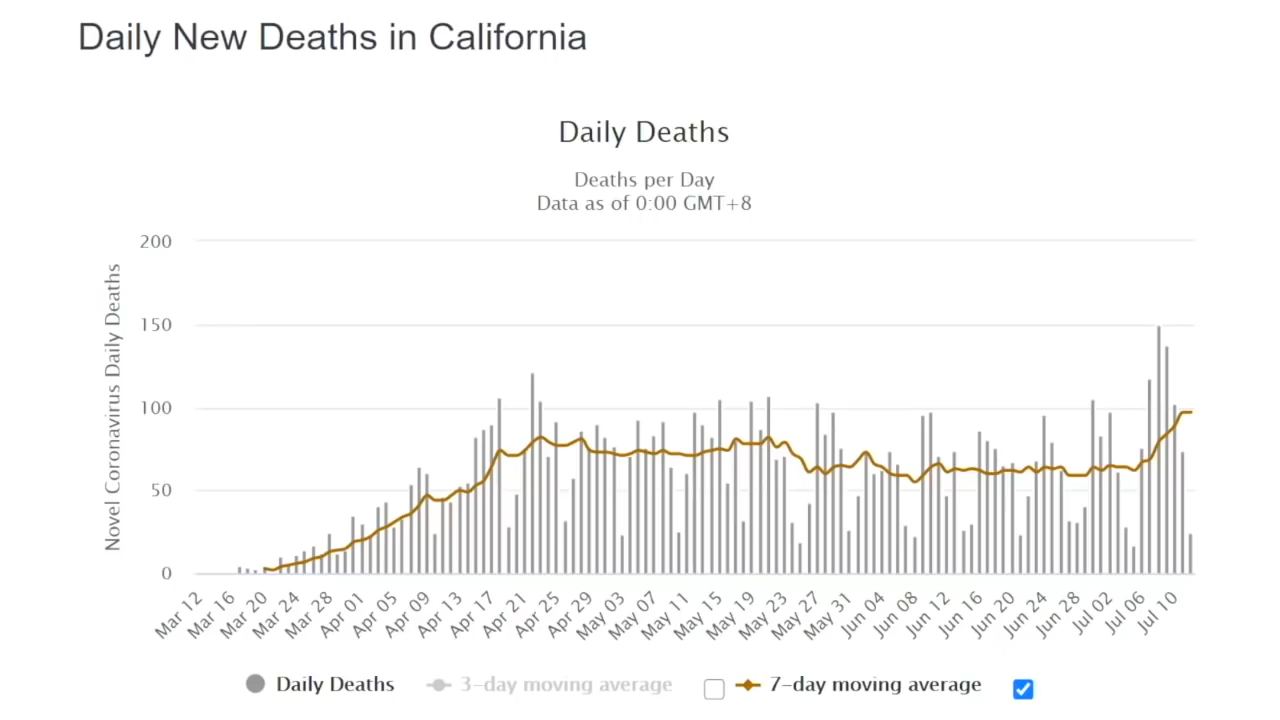 Daily New Deaths in California
Daily Deaths
Deaths per Day
Data as of 0:00 GMT+8
Novel Coronavirus Daily Deaths
200
150
100
50
0
Mar 12
Mar 16
Mar 20
Mar 24
Mar 28
Apr 01
Apr 05
Apr 09
Apr 13
Apr 17
Apr 21
Apr 25
Apr 29
May 03
May 07
May 11
May 15
May 19
May 23
May 27
May 31
Jun 04
Jun 08
Jun 12
Jun 16
Jun 20
Jun 24
Jun 28
Jul 02
Jul 06
Jul 10
Daily Deaths 3-day moving average 7-day moving average